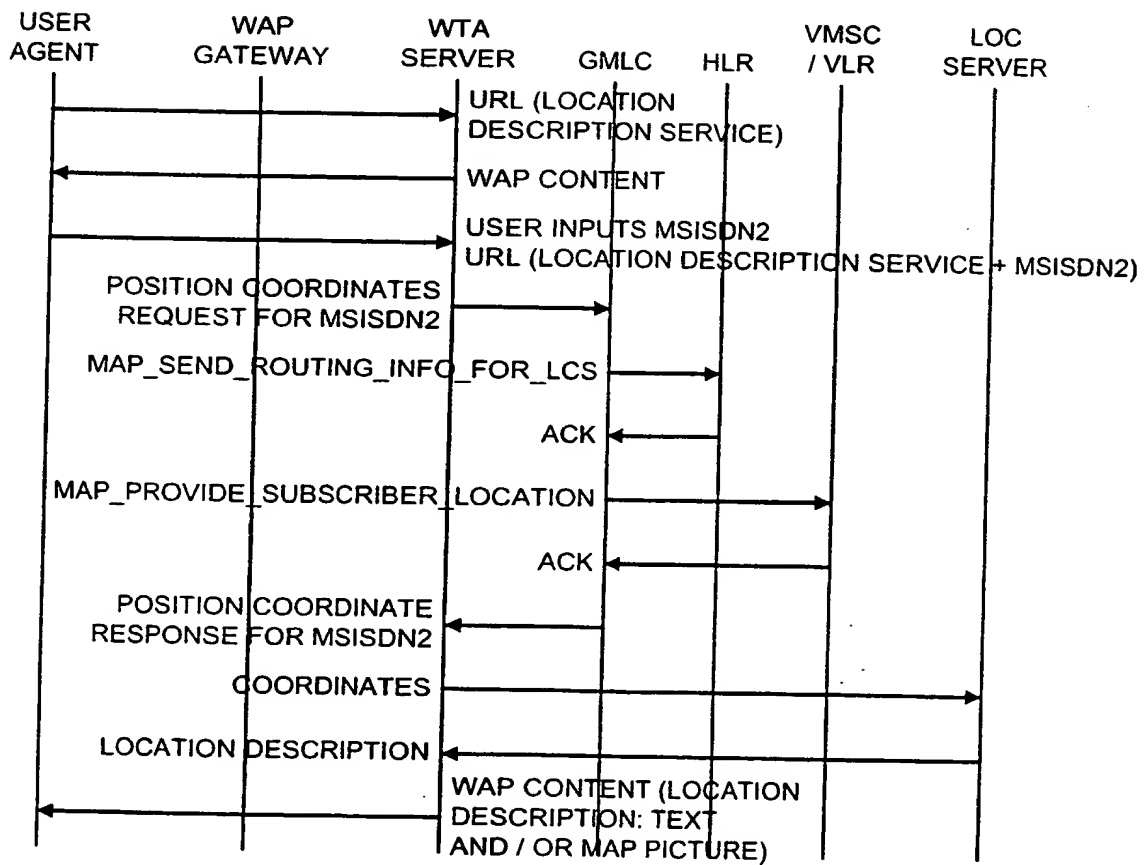 USER
AGENT
WAP
GATEWAY
WTA
SERVER
GMLC
HLR
VMSC
/ VLR
LOC
SERVER
URL (LOCATION
DESCRIPTION SERVICE)
WAP CONTENT
USER INPUTS MSISDN2
URL (LOCATION DESCRIPTION SERVICE + MSISDN2)
POSITION COORDINATES
REQUEST FOR MSISDN2
MAP_SEND_ROUTING_INFO_FOR_LCS
ACK
MAP_PROVIDE_SUBSCRIBER_LOCATION
ACK
POSITION COORDINATE
RESPONSE FOR MSISDN2
COORDINATES
LOCATION DESCRIPTION
WAP CONTENT (LOCATION
DESCRIPTION: TEXT
AND / OR MAP PICTURE)